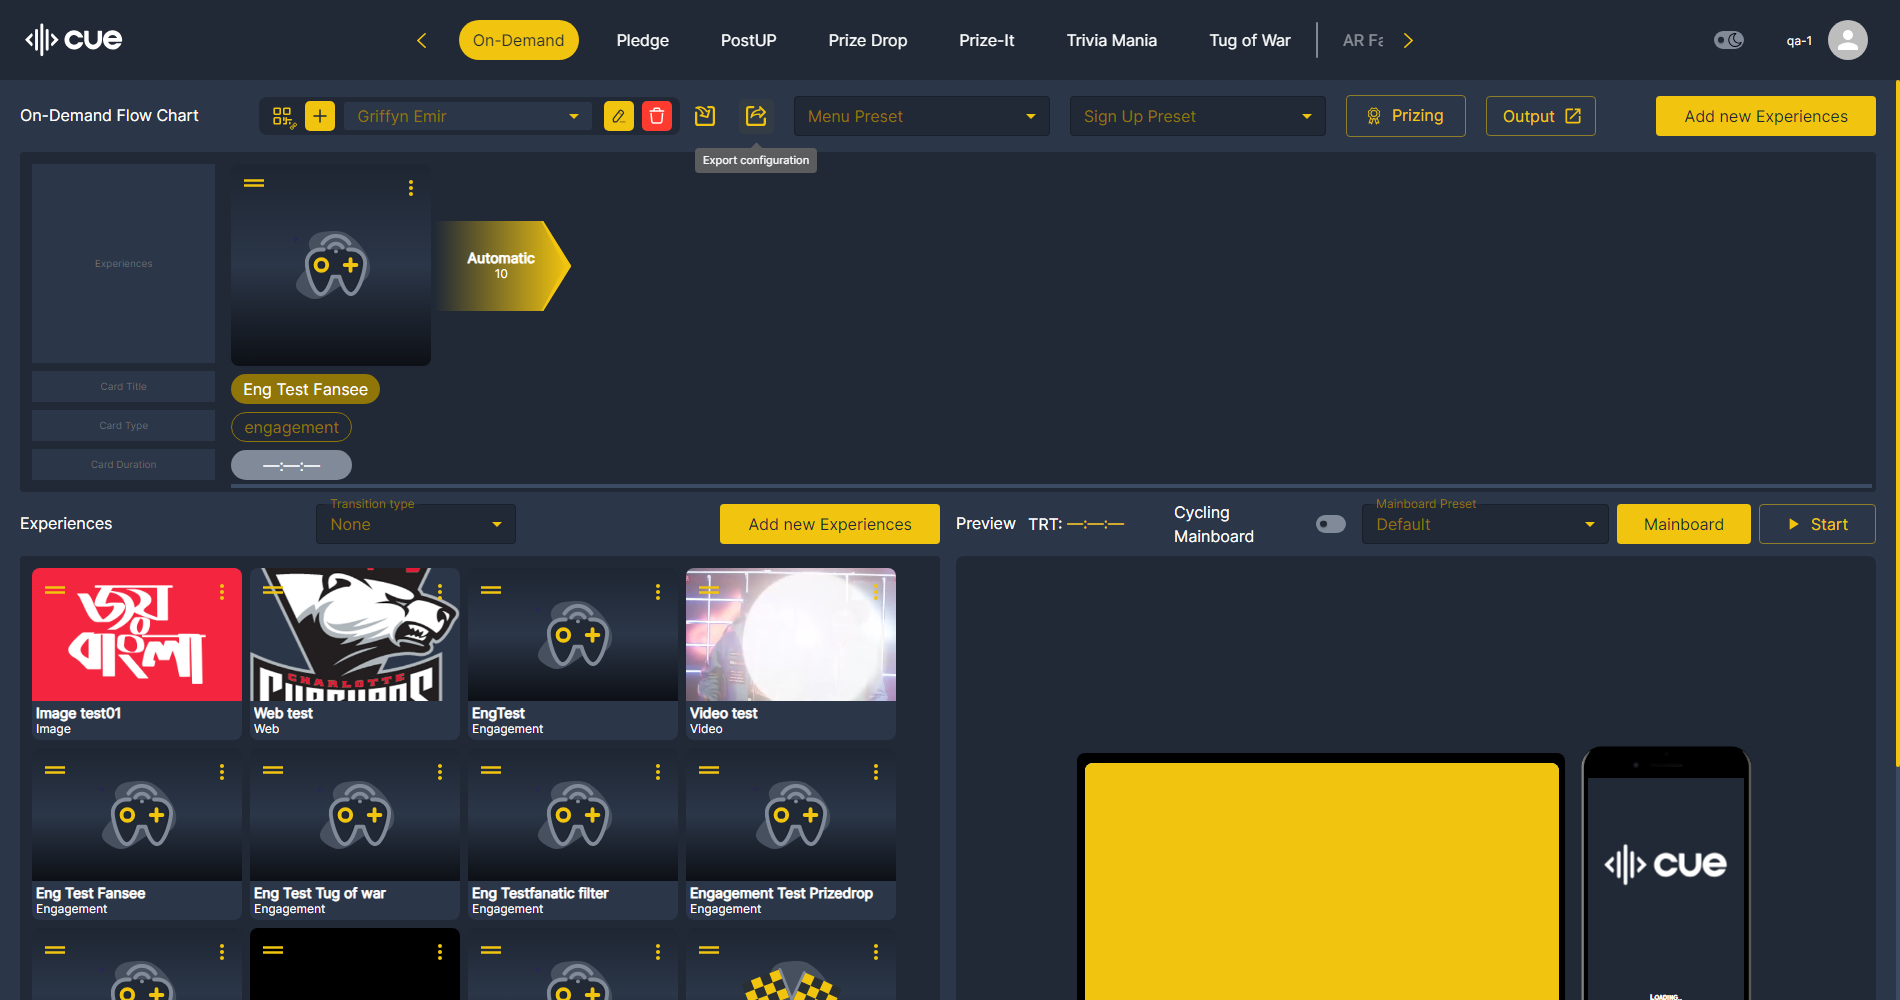 cue
On-Demand
Pledge
PostUP
Prize Drop
Prize-It
Trivia Mania
Tug of War
AR Fa
qa-1
On-Demand Flow Chart
Griffyn Emir
Menu Preset
Sign Up Preset
Prizing
Output
Add new Experiences
Export configuration
Experiences
Automatic
10
Card Title
Eng Test Fansee
Card Type
engagement
Card Duration
—:—:—
Experiences
Transition type
None
Add new Experiences
Preview
TRT: —:—:—
Cycling
Mainboard
Mainboard Preset
Default
Mainboard
Start
জয়
বাংলা
CHARLOTTE
Image test01
Image
Web test
Web
EngTest
Engagement
Video test
Video
Eng Test Fansee
Engagement
Eng Test Tug of war
Engagement
Eng Testfanatic filter
Engagement
Engagement Test Prizedrop
Engagement
cue
LOADING...